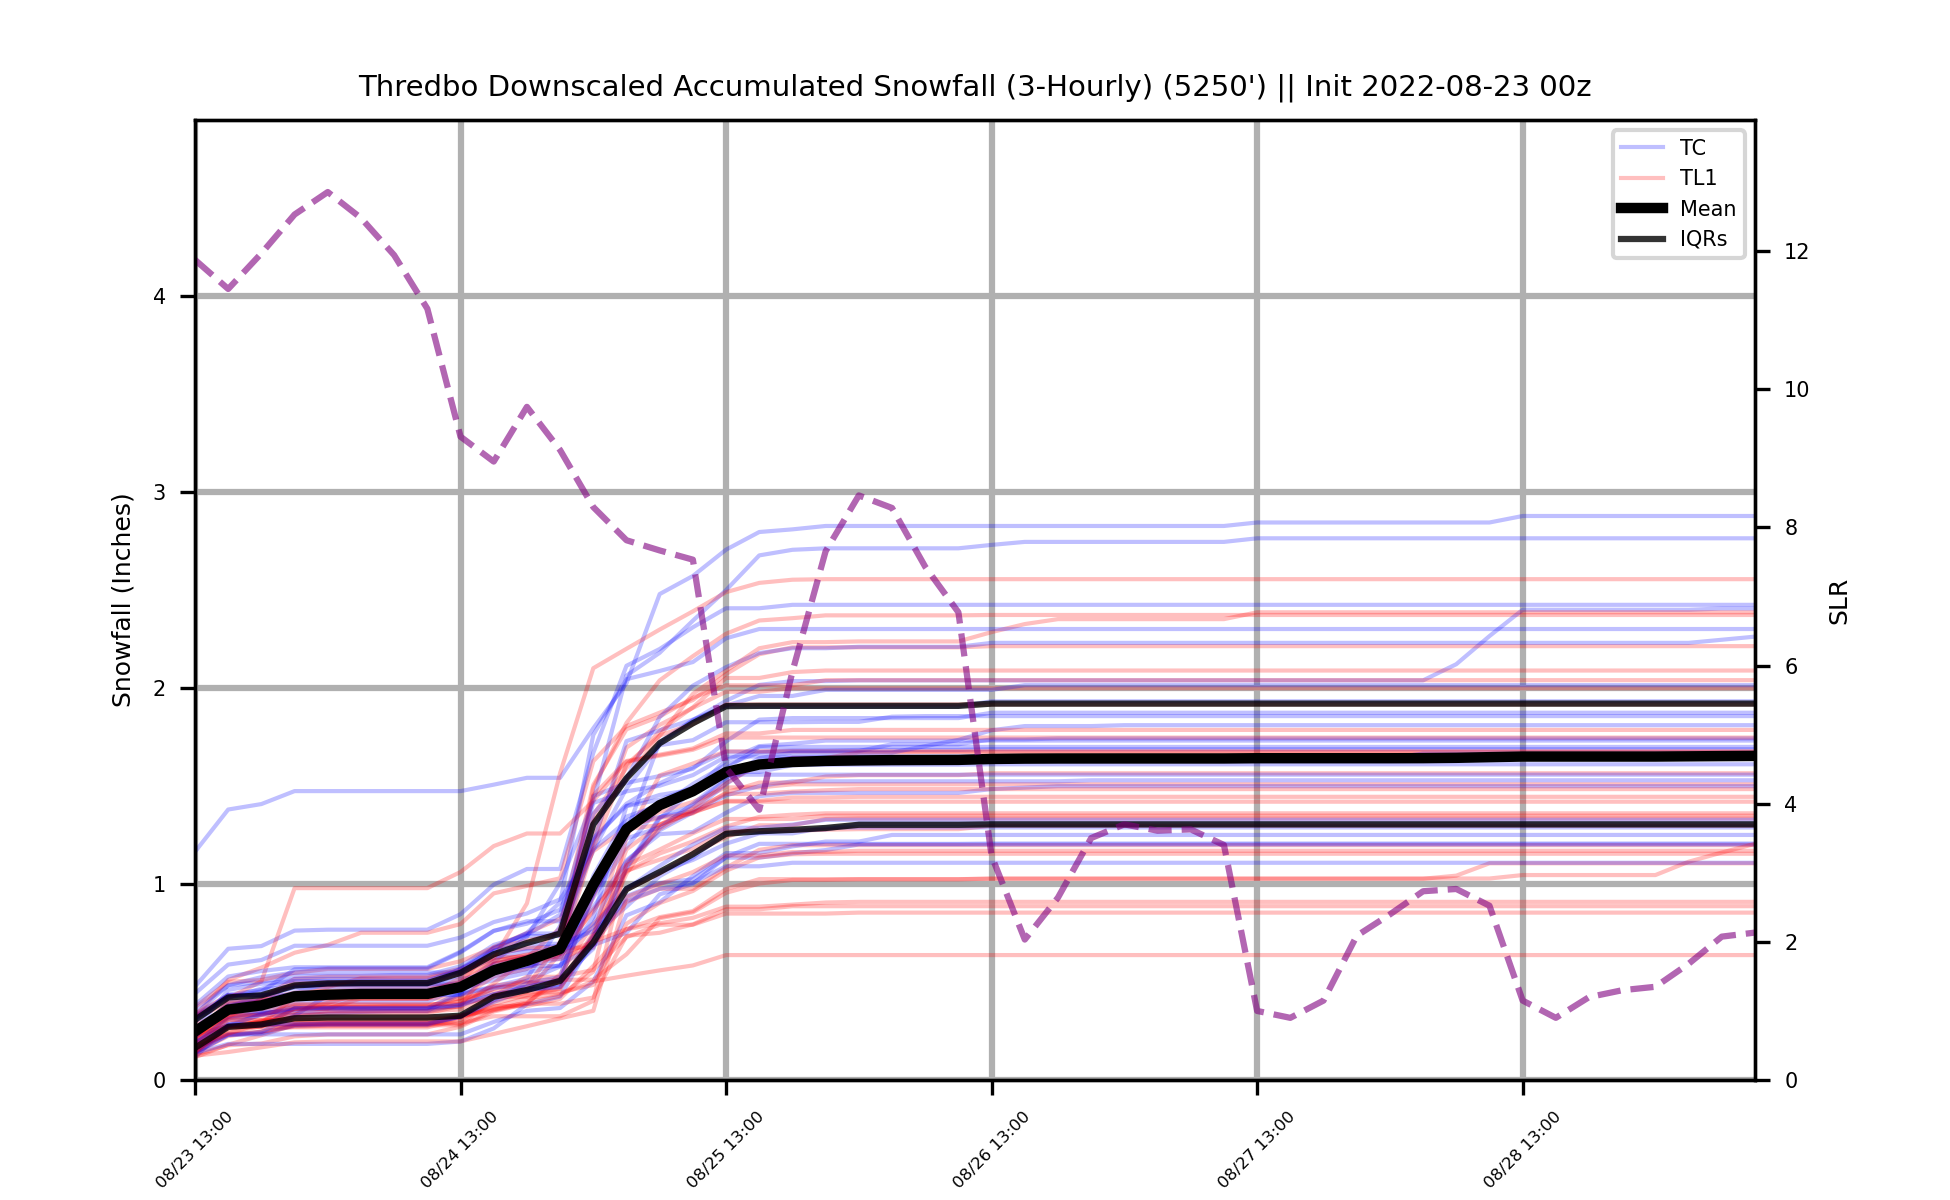 Thredbo Downscaled Accumulated Snowfall (3-Hourly) (5250') || Init 2022-08-23 00z
TC
TL1
Mean
IQRs
Snowfall (Inches)
4
3
2
1
0
12
10
8
6
4
2
0
SLR
08/23 13:00
08/24 13:00
08/25 13:00
08/26 13:00
08/27 13:00
08/28 13:00